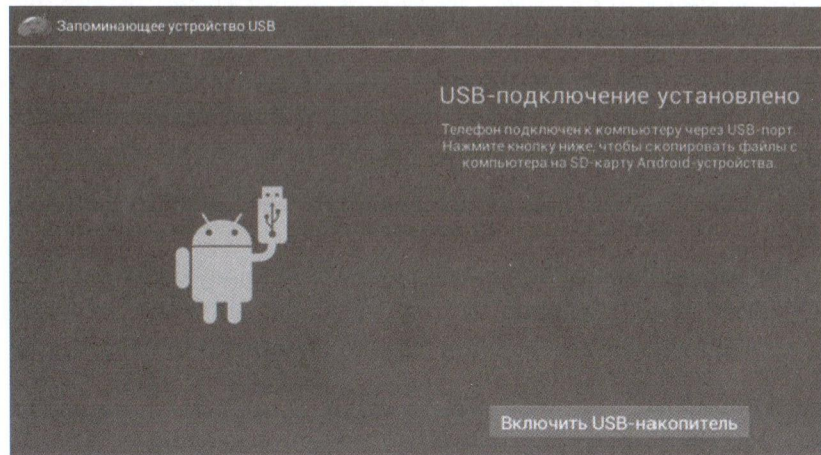 Запоминающее устройство USB
USB-подключение установлено
Телефон подключен к компьютеру через USB-порт.
Нажмите кнопку ниже, чтобы скопировать файлы с
компьютера на SD-карту Android-устройства.
Включить USB-накопитель